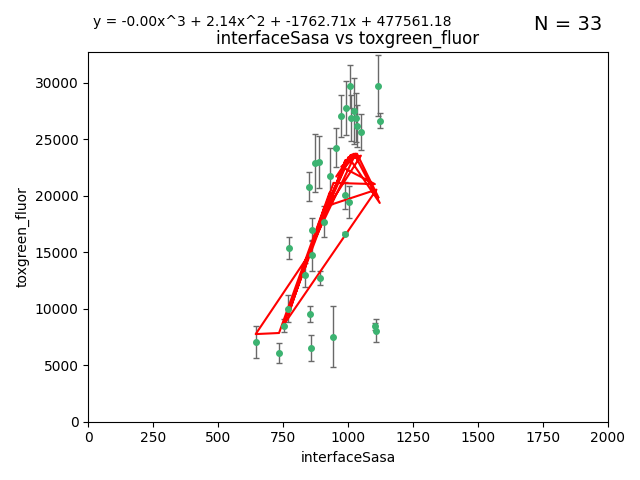 y = -0.00x^3 + 2.14x^2 + -1762.71x + 477561.18
N = 33
interfaceSasa vs toxgreen_fluor
30000
25000
20000
15000
10000
5000
0
toxgreen_fluor
0 250 500 750 1000 1250 1500 1750 2000
interfaceSasa